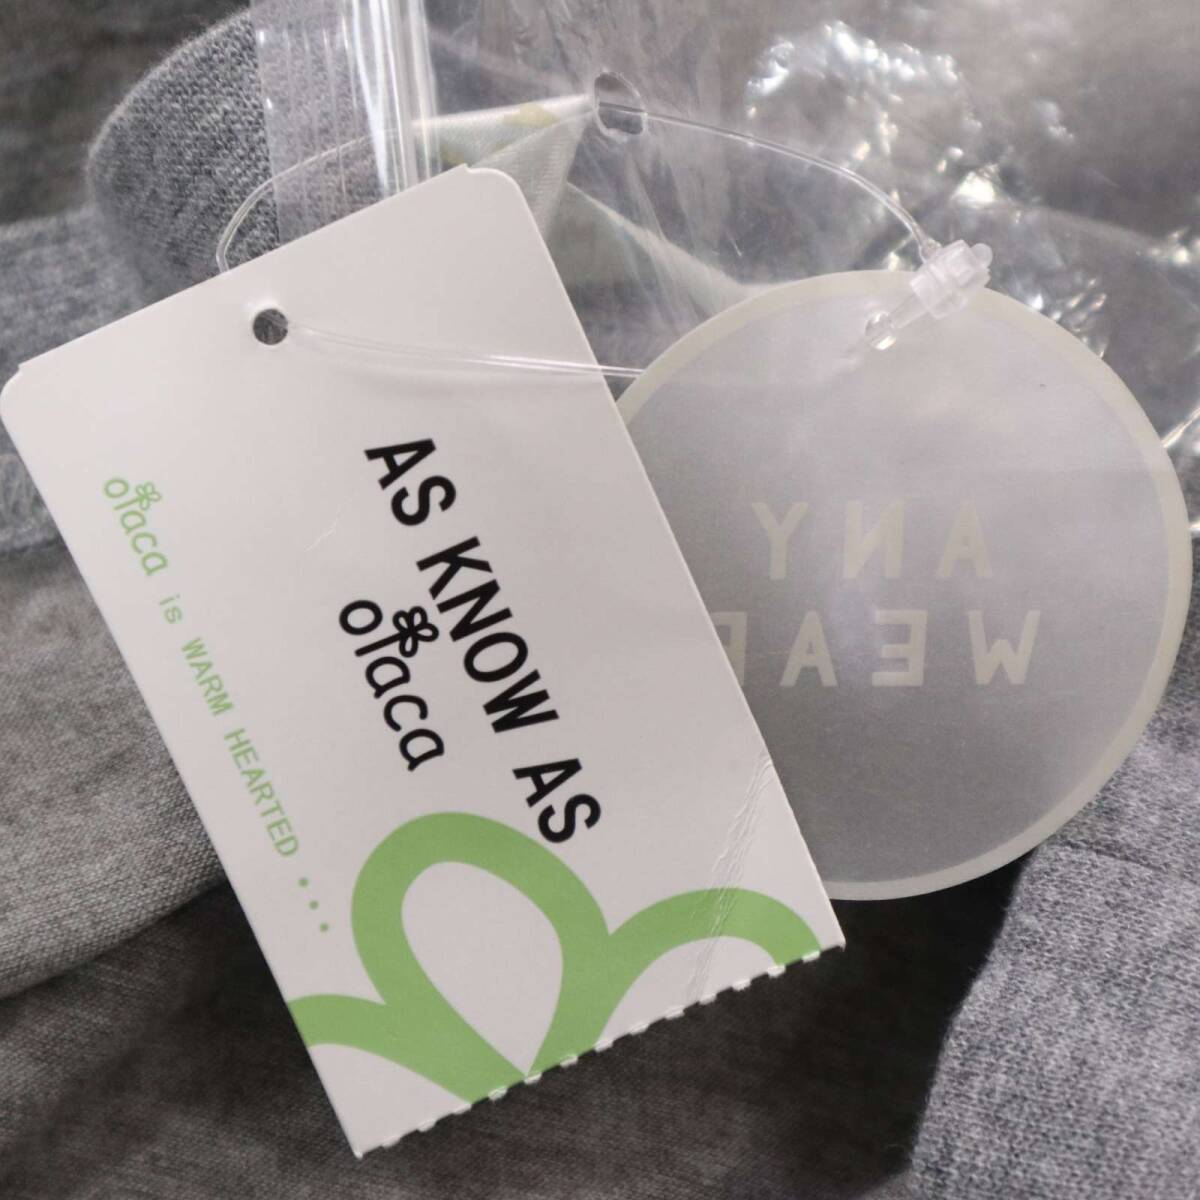 AS KNOW AS
olaca
olaca is WARM HEARTED ...
ANY
WEAR